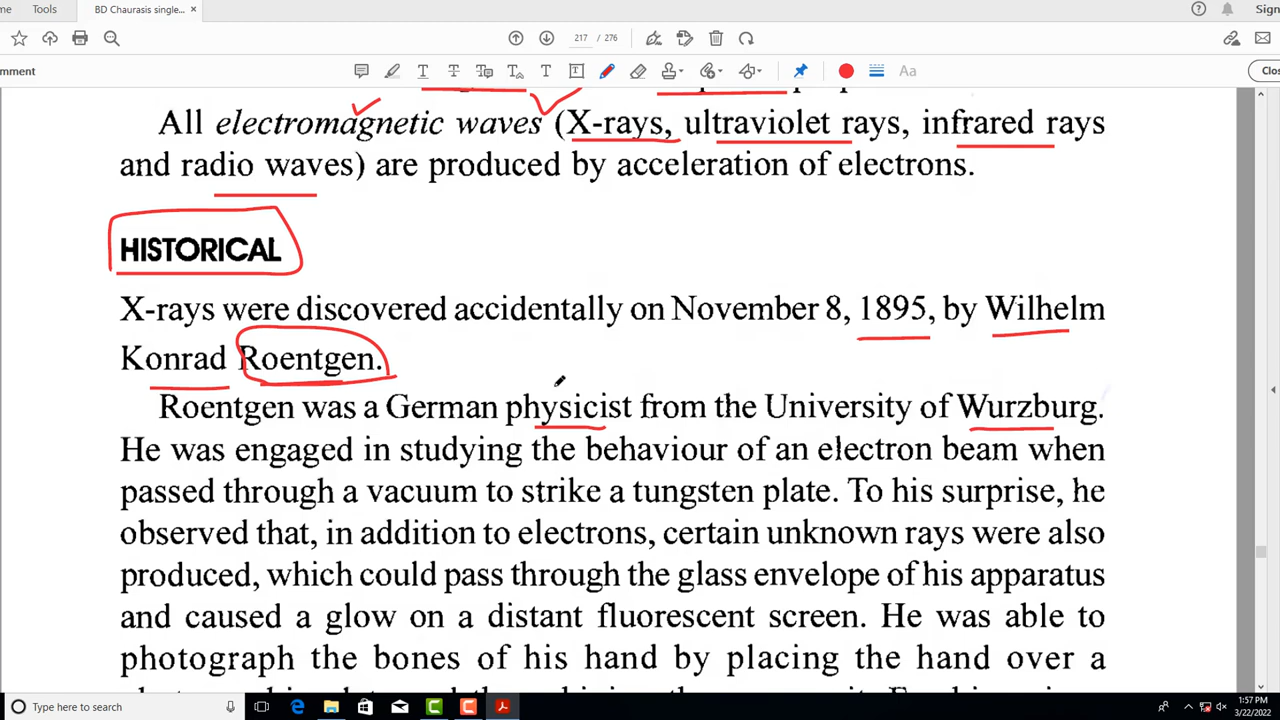 ome Tools BD Chaurasis single... × Sign
217 / 276
mment Aa Clos
All electromagnetic waves (X-rays, ultraviolet rays, infrared rays
and radio waves) are produced by acceleration of electrons.
HISTORICAL
X-rays were discovered accidentally on November 8, 1895, by Wilhelm
Konrad Roentgen.
Roentgen was a German physicist from the University of Wurzburg.
He was engaged in studying the behaviour of an electron beam when
passed through a vacuum to strike a tungsten plate. To his surprise, he
observed that, in addition to electrons, certain unknown rays were also
produced, which could pass through the glass envelope of his apparatus
and caused a glow on a distant fluorescent screen. He was able to
photograph the bones of his hand by placing the hand over a
Type here to search
1:57 PM
3/22/2022